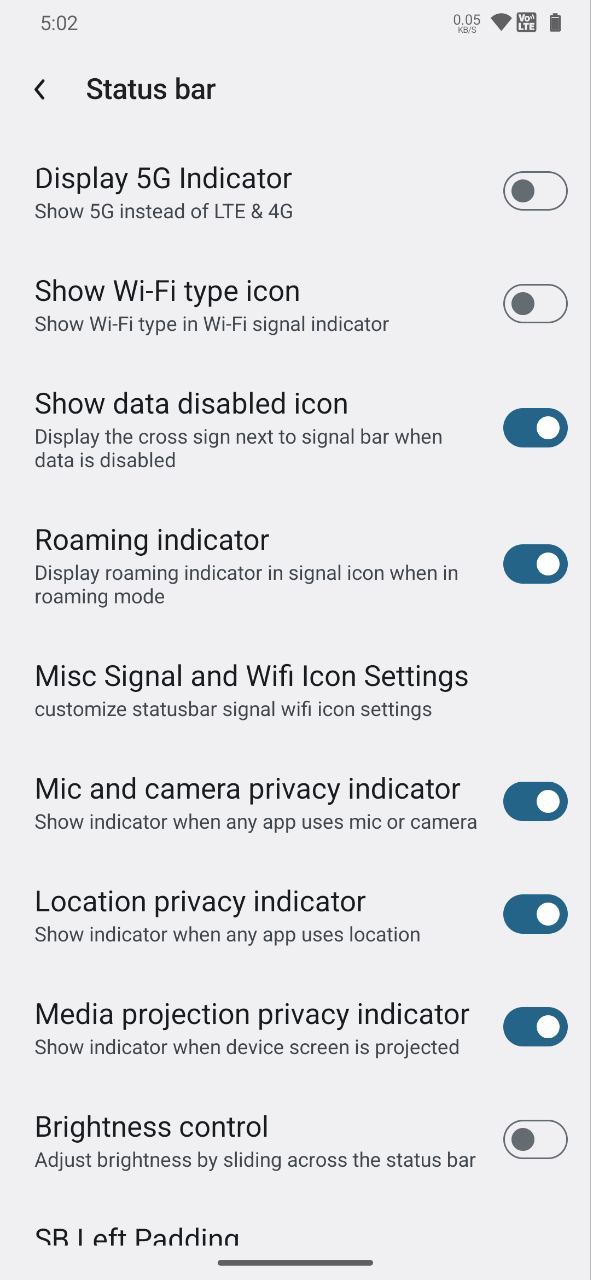 5:02
0.05
KB/S
Vo))
LTE
Status bar
Display 5G Indicator
Show 5G instead of LTE & 4G
Show Wi-Fi type icon
Show Wi-Fi type in Wi-Fi signal indicator
Show data disabled icon
Display the cross sign next to signal bar when
data is disabled
Roaming indicator
Display roaming indicator in signal icon when in
roaming mode
Misc Signal and Wifi Icon Settings
customize statusbar signal wifi icon settings
Mic and camera privacy indicator
Show indicator when any app uses mic or camera
Location privacy indicator
Show indicator when any app uses location
Media projection privacy indicator
Show indicator when device screen is projected
Brightness control
Adjust brightness by sliding across the status bar
SB Left Padding